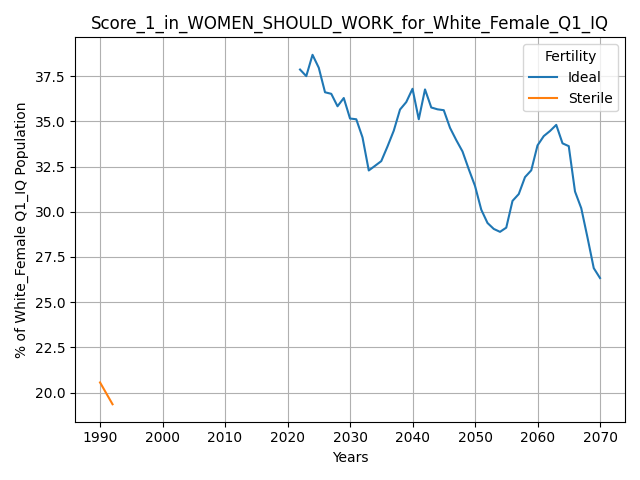 Score_1_in_WOMEN_SHOULD_WORK_for_White_Female_Q1_IQ
Fertility
Ideal
Sterile
% of White_Female Q1_IQ Population
37.5
35.0
32.5
30.0
27.5
25.0
22.5
20.0
1990
2000
2010
2020
2030
2040
2050
2060
2070
Years